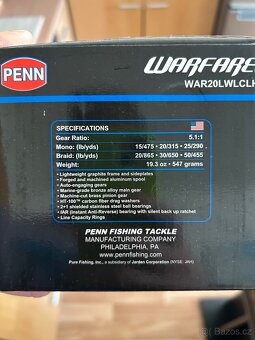 PENN
WARFARE
WAR20LWLCLH
SPECIFICATIONS
Gear Ratio: 5.1:1
Mono: (lb/yds) 15/475 • 20/315 • 25/290
Braid: (lb/yds) 20/865 • 30/650 • 50/455
Weight: 19.3 oz • 547 grams
• Lightweight graphite frame and sideplates
• Forged and machined aluminum spool
• Auto-engaging gears
• Marine-grade bronze alloy main gear
• Machine-cut brass pinion gear
• HT-100™ carbon fiber drag washers
• 2+1 shielded stainless steel ball bearings
• IAR (Instant Anti-Reverse) bearing with silent back up ratchet
• Line Capacity Rings
PENN FISHING TACKLE
MANUFACTURING COMPANY
PHILADELPHIA, PA
www.pennfishing.com
Pure Fishing, Inc., a subsidiary of Jarden Corporation (NYSE: JAH)
Bazoš.cz